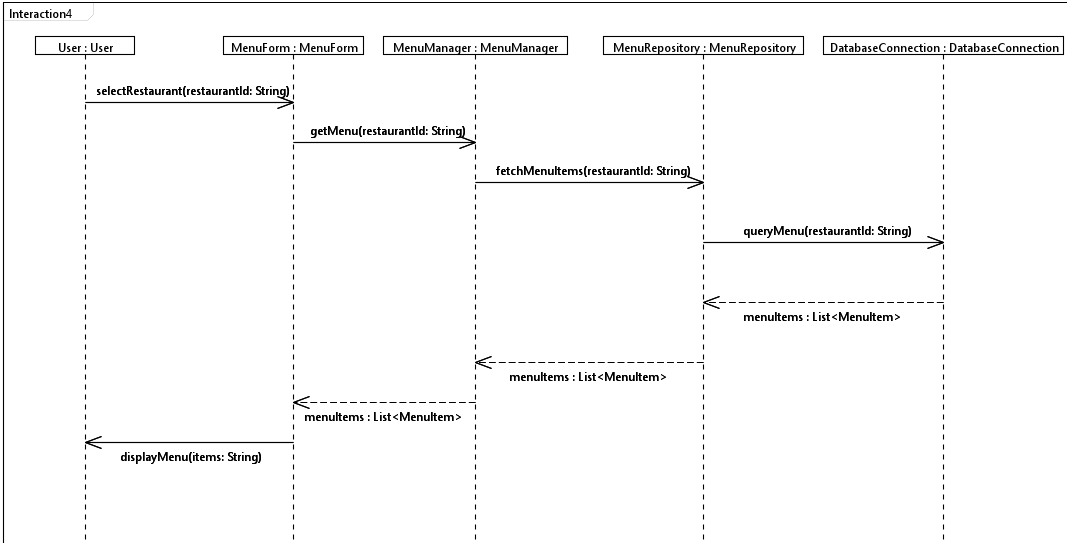 Interaction4
User : User
MenuForm : MenuForm
MenuManager : MenuManager
MenuRepository : MenuRepository
DatabaseConnection : DatabaseConnection
selectRestaurant(restaurantId: String)
getMenu(restaurantId: String)
fetchMenuItems(restaurantId: String)
queryMenu(restaurantId: String)
menuItems : List<MenuItem>
menuItems : List<MenuItem>
menuItems : List<MenuItem>
displayMenu(items: String)